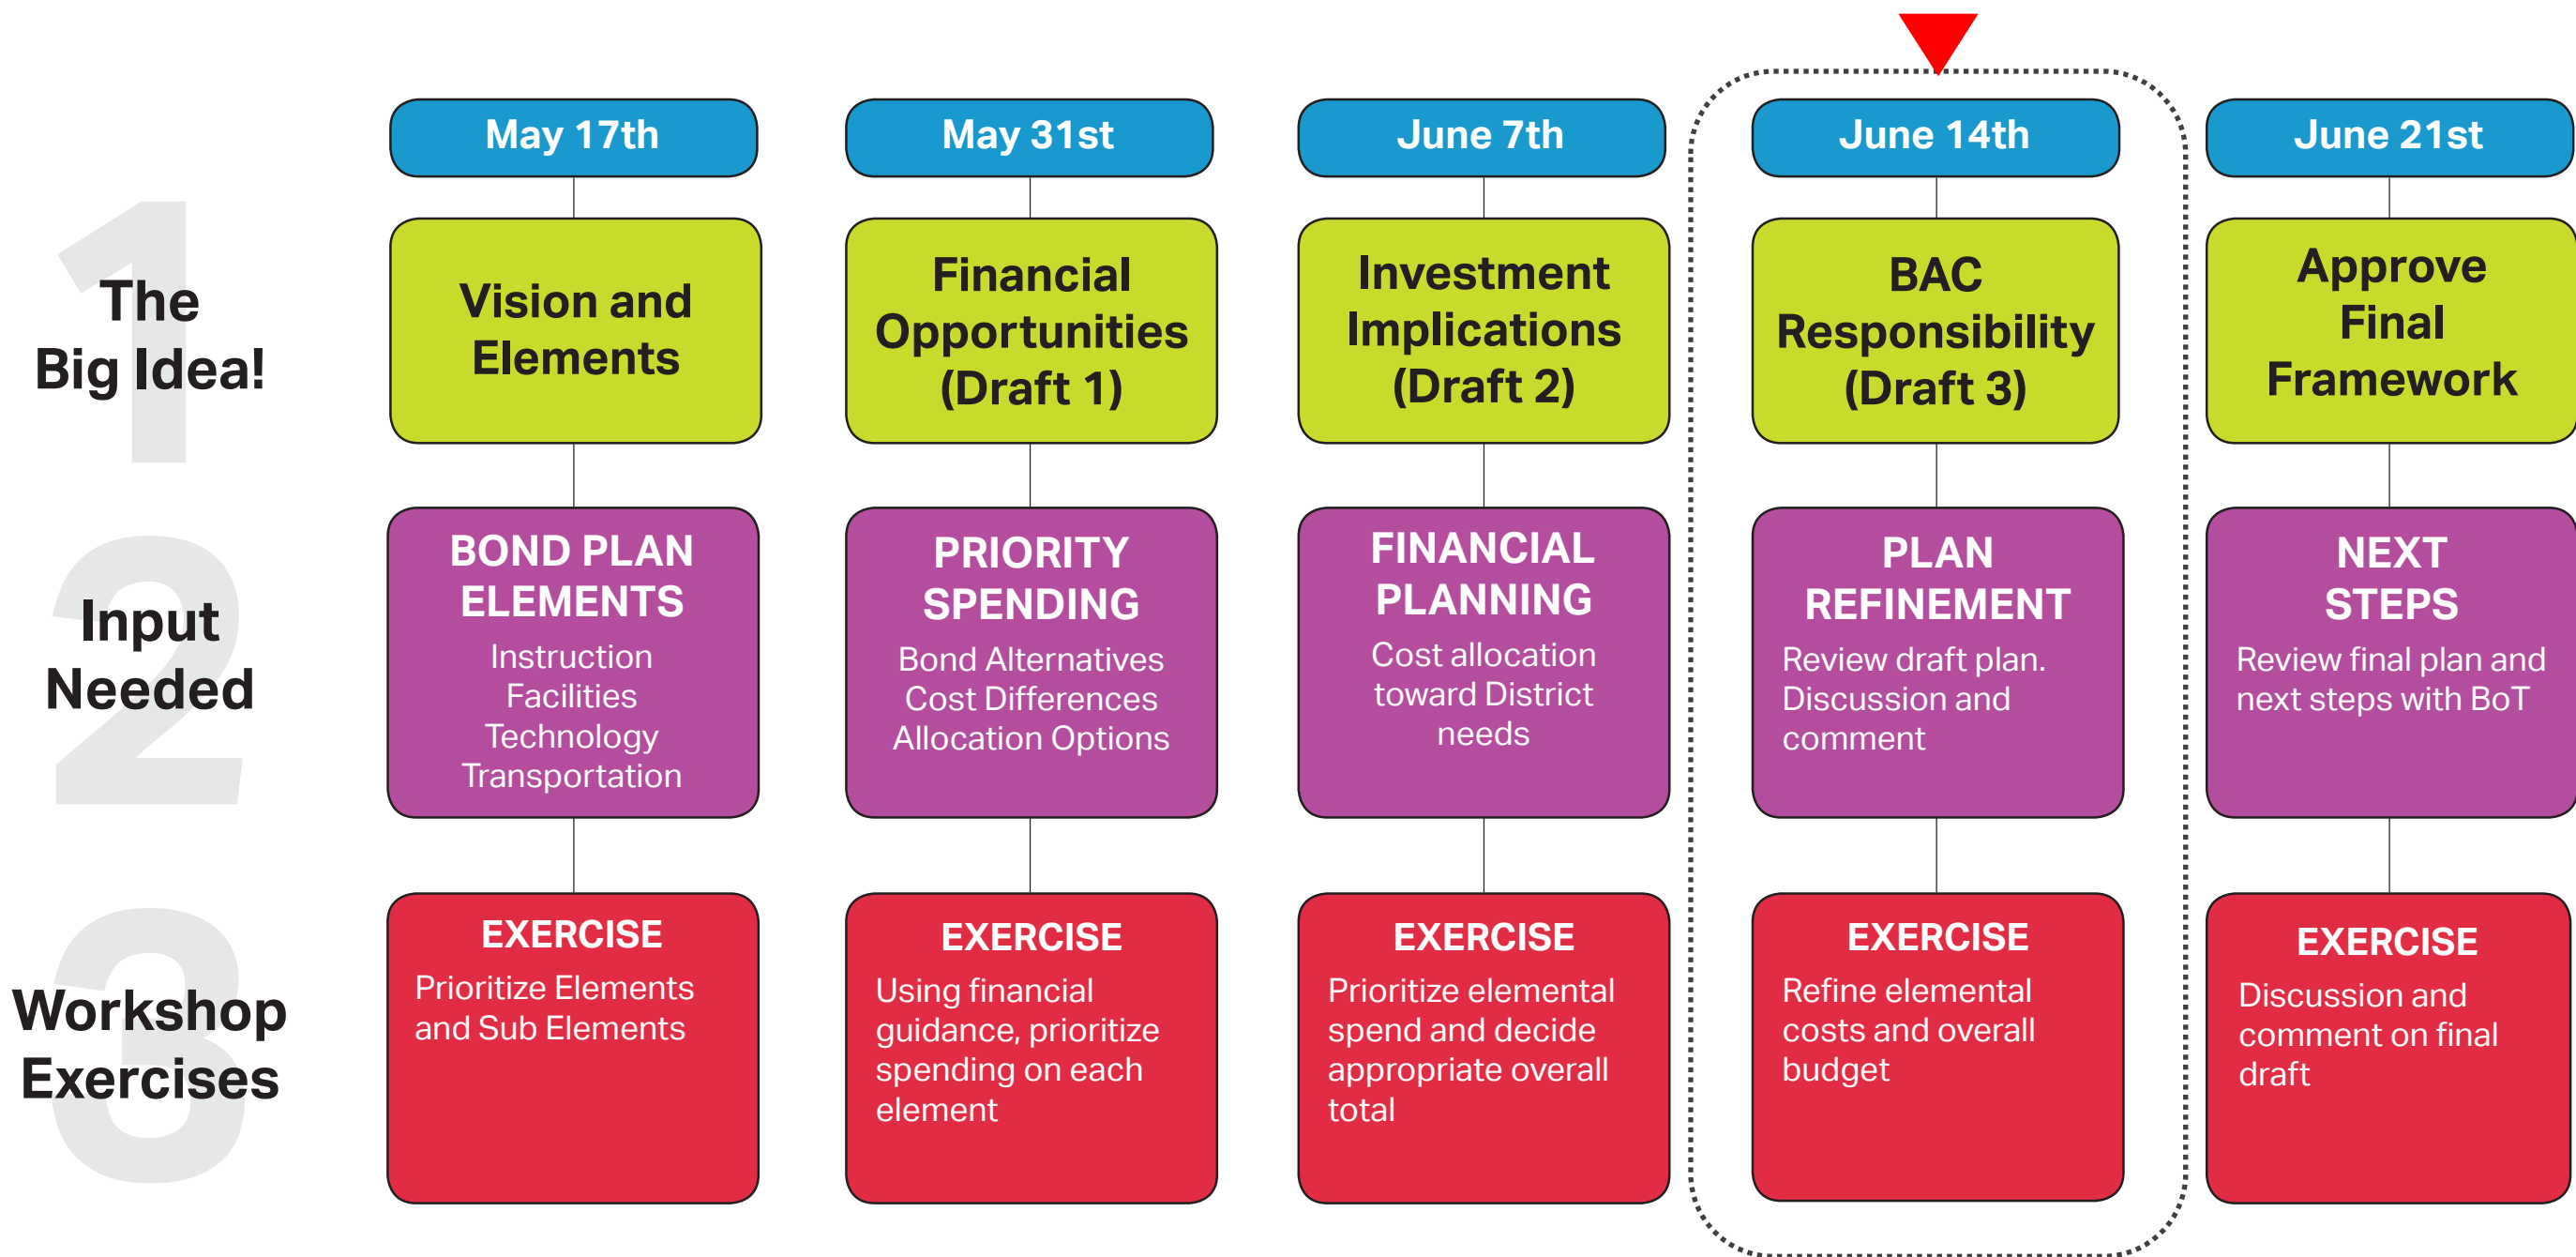 May 17th
May 31st
June 7th
June 14th
June 21st
1
The
Big Idea!
Vision and
Elements
Financial
Opportunities
(Draft 1)
Investment
Implications
(Draft 2)
BAC
Responsibility
(Draft 3)
Approve
Final
Framework
2
Input
Needed
BOND PLAN
ELEMENTS
Instruction
Facilities
Technology
Transportation
PRIORITY
SPENDING
Bond Alternatives
Cost Differences
Allocation Options
FINANCIAL
PLANNING
Cost allocation
toward District
needs
PLAN
REFINEMENT
Review draft plan.
Discussion and
comment
NEXT
STEPS
Review final plan and
next steps with BoT
3
Workshop
Exercises
EXERCISE
Prioritize Elements
and Sub Elements
EXERCISE
Using financial
guidance, prioritize
spending on each
element
EXERCISE
Prioritize elemental
spend and decide
appropriate overall
total
EXERCISE
Refine elemental
costs and overall
budget
EXERCISE
Discussion and
comment on final
draft